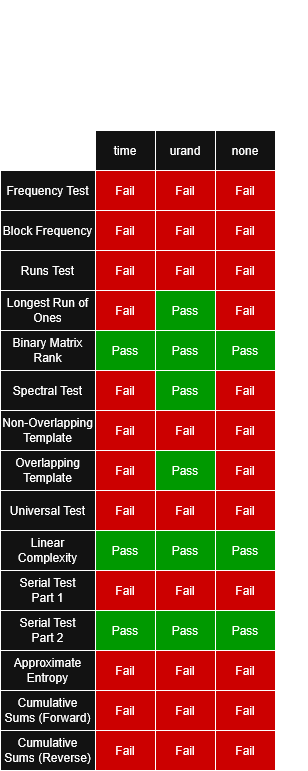 time urand none
Frequency Test Fail Fail Fail
Block Frequency Fail Fail Fail
Runs Test Fail Fail Fail
Longest Run of
Ones Fail Pass Fail
Binary Matrix
Rank Pass Pass Pass
Spectral Test Fail Pass Fail
Non-Overlapping
Template Fail Fail Fail
Overlapping
Template Fail Pass Fail
Universal Test Fail Fail Fail
Linear
Complexity Pass Pass Pass
Serial Test
Part 1 Fail Fail Fail
Serial Test
Part 2 Pass Pass Pass
Approximate
Entropy Fail Fail Fail
Cumulative
Sums (Forward) Fail Fail Fail
Cumulative
Sums (Reverse) Fail Fail Fail